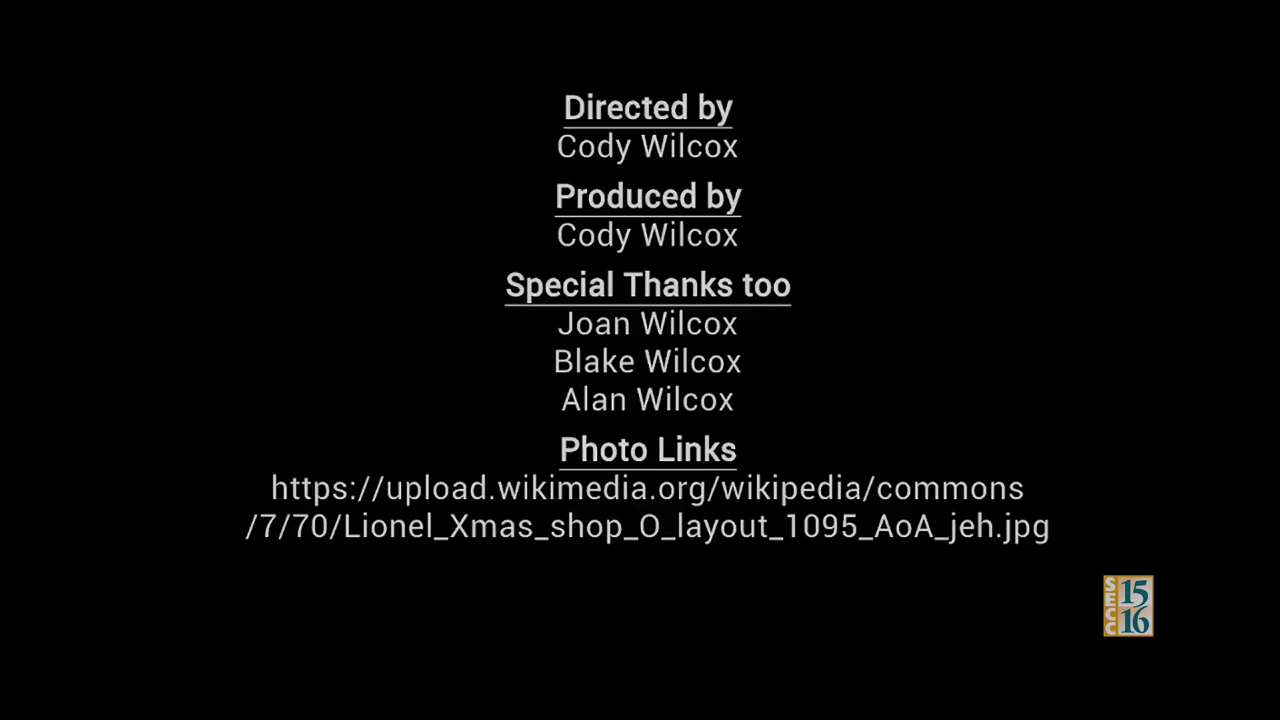 Directed by
Cody Wilcox
Produced by
Cody Wilcox
Special Thanks too
Joan Wilcox
Blake Wilcox
Alan Wilcox
Photo Links
https://upload.wikimedia.org/wikipedia/commons
/7/70/Lionel_Xmas_shop_O_layout_1095_AoA_jeh.jpg
SECC
15
16